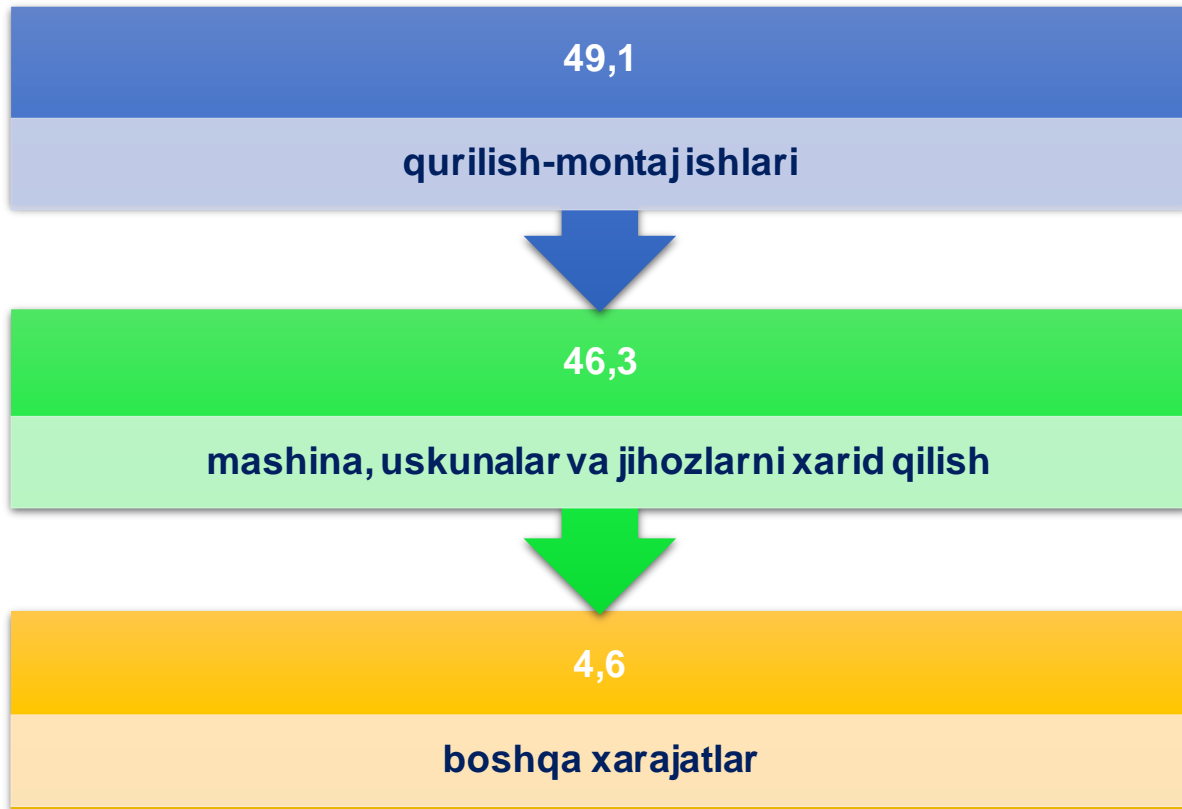 49,1
qurilish-montaj ishlari
46,3
mashina, uskunalar va jihozlarni xarid qilish
4,6
boshqa xarajatlar